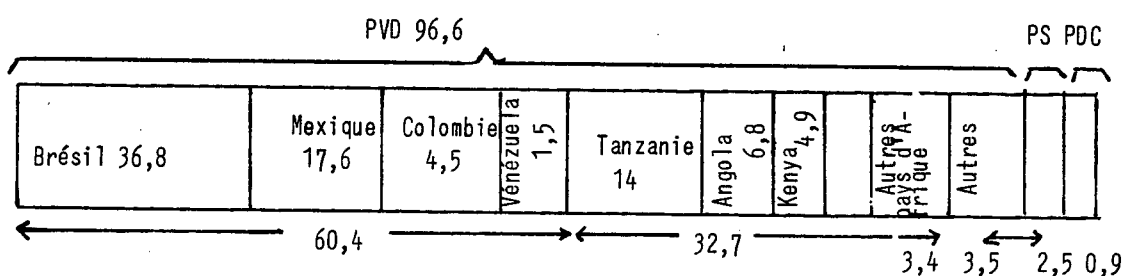 PVD 96,6
PS PDC
Brésil 36,8
Mexique
17,6
Colombie
4,5
Vénézuela
1,5
Tanzanie
14
Angola
6,8
Kenya
4,9
Autres
pays d'A-
frique
Autres
60,4
32,7
3,4
3,5
2,5
0,9